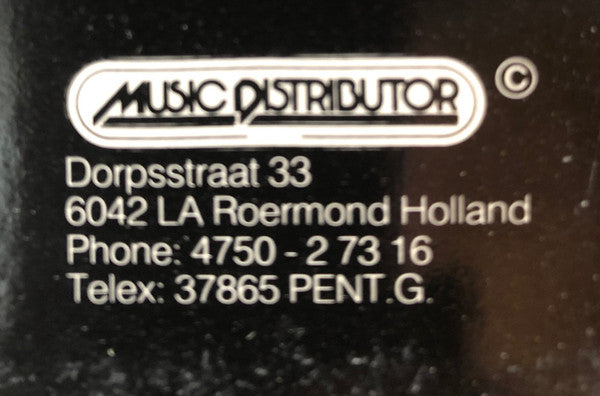 MUSIC DISTRIBUTOR ©
Dorpsstraat 33
6042 LA Roermond Holland
Phone: 4750 - 2 73 16
Telex: 37865 PENT.G.